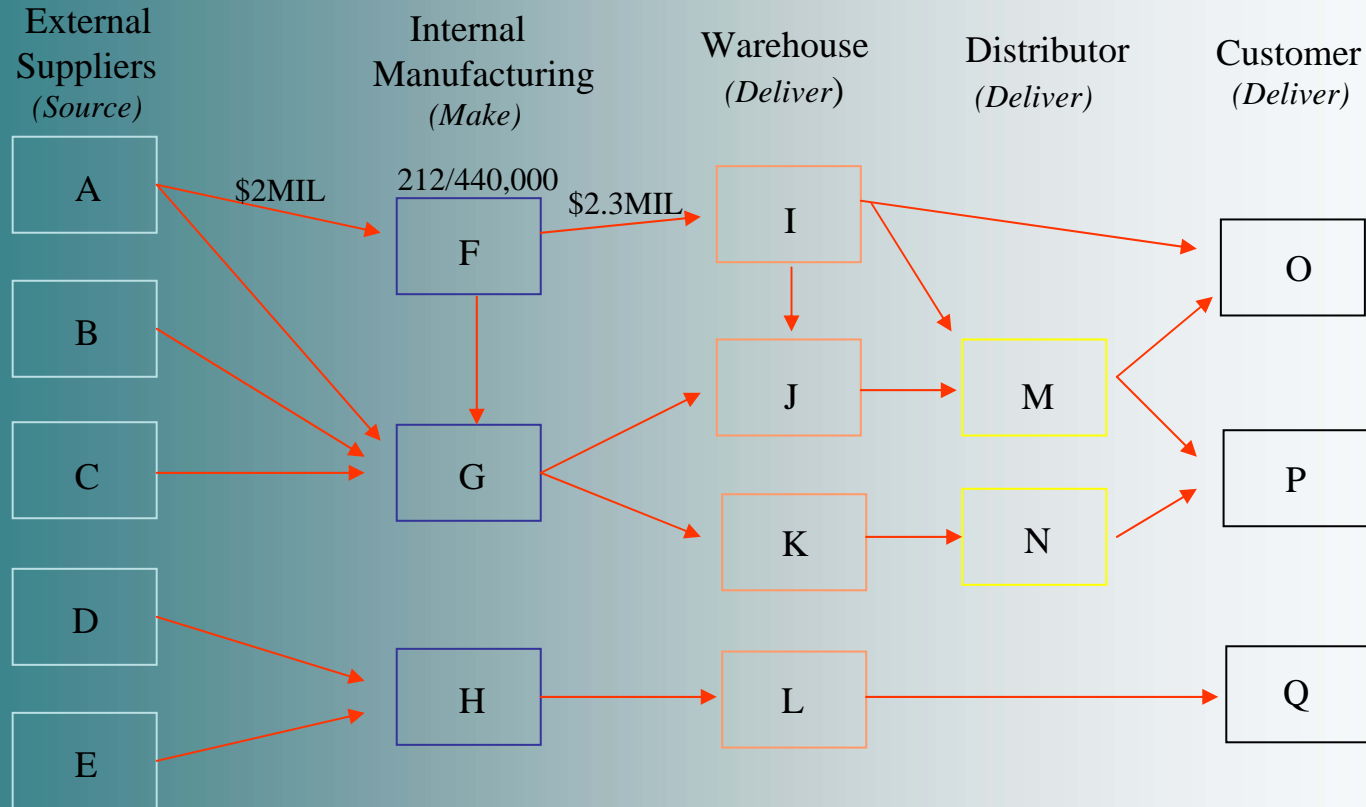 External
Suppliers
(Source)
Internal
Manufacturing
(Make)
Warehouse
(Deliver)
Distributor
(Deliver)
Customer
(Deliver)
A
$2MIL
212/440,000
F
$2.3MIL
I
O
B
J
M
C
G
P
K
N
D
H
L
Q
E